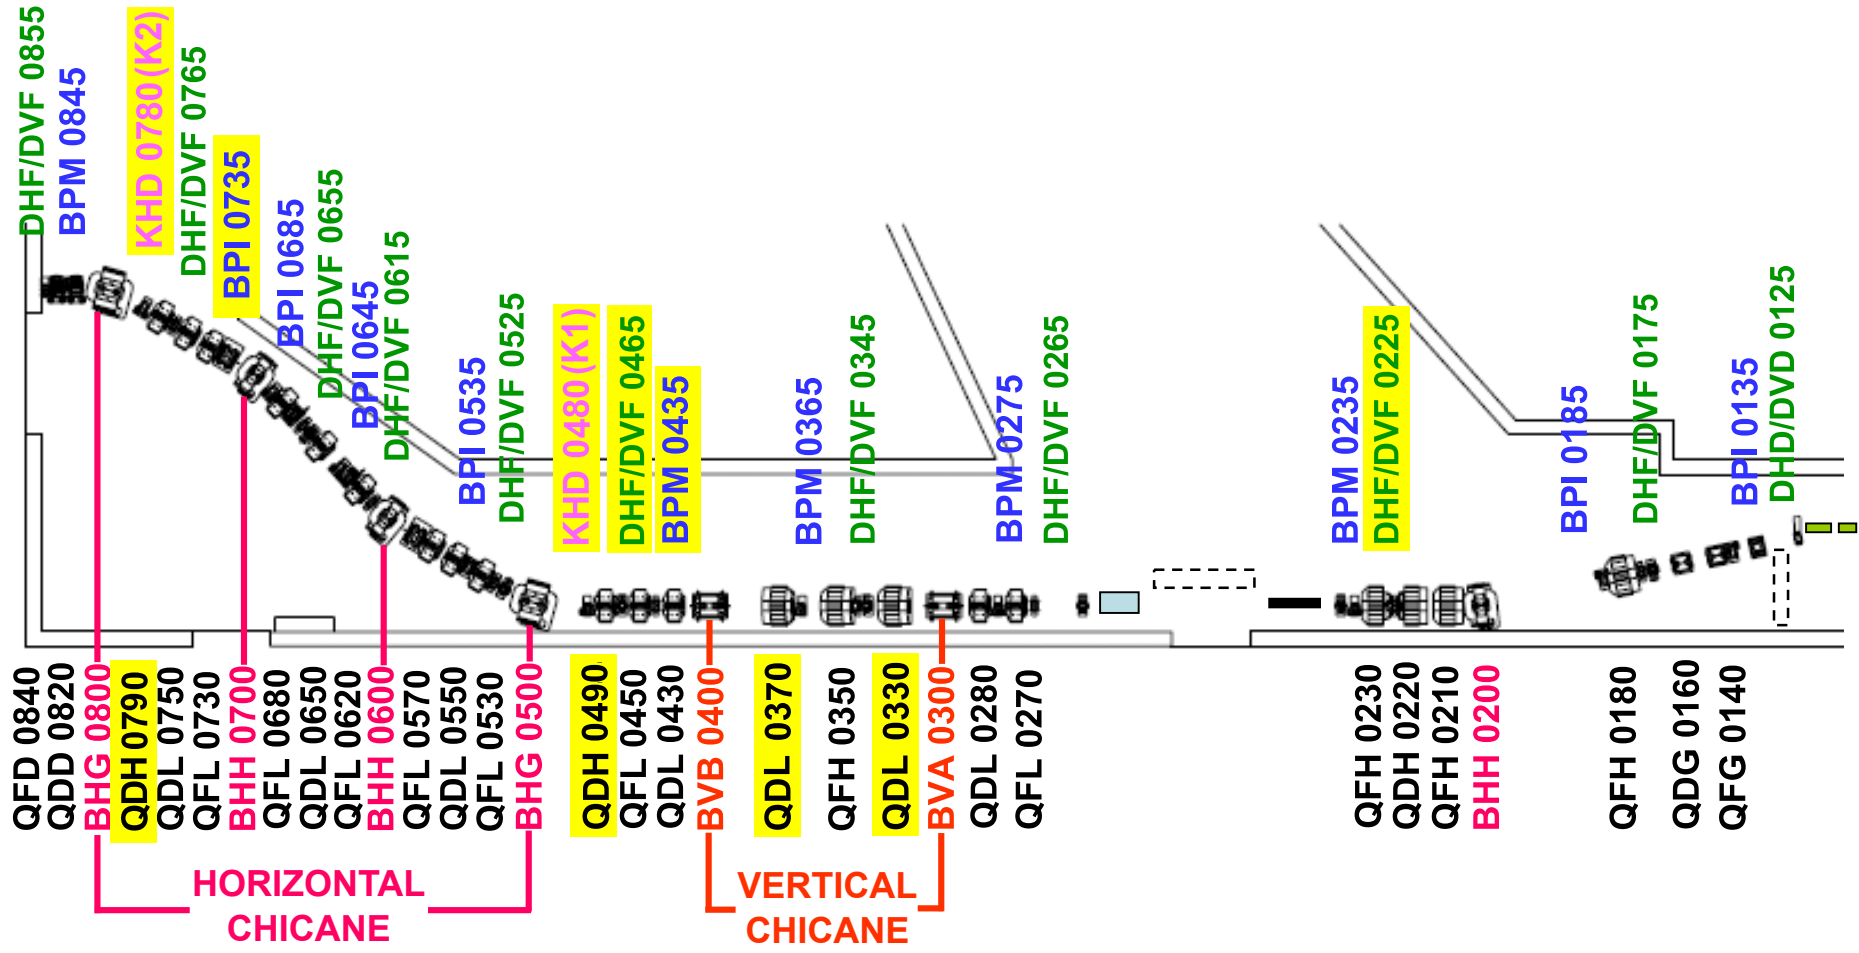 DHF/DVF 0855
BPM 0845
KHD 0780(K2)
DHF/DVF 0765
BPI 0735
BPI 0685
DHF/DVF 0655
BPI 0645
DHF/DVF 0615
BPI 0535
DHF/DVF 0525
KHD 0480(K1)
DHF/DVF 0465
BPM 0435
BPM 0365
DHF/DVF 0345
BPM 0275
DHF/DVF 0265
BPM 0235
DHF/DVF 0225
BPI 0185
DHF/DVF 0175
BPI 0135
DHD/DVD 0125
QFD 0840
QDD 0820
BHG 0800
QDH 0790
QDL 0750
QFL 0730
BHH 0700
QFL 0680
QDL 0650
QFL 0620
BHH 0600
QFL 0570
QDL 0550
QFL 0530
BHG 0500
QDH 0490
QFL 0450
QDL 0430
BVB 0400
QDL 0370
QFH 0350
QDL 0330
BVA 0300
QDL 0280
QFL 0270
QFH 0230
QDH 0220
QFH 0210
BHH 0200
QFH 0180
QDG 0160
QFG 0140
HORIZONTAL
CHICANE
VERTICAL
CHICANE